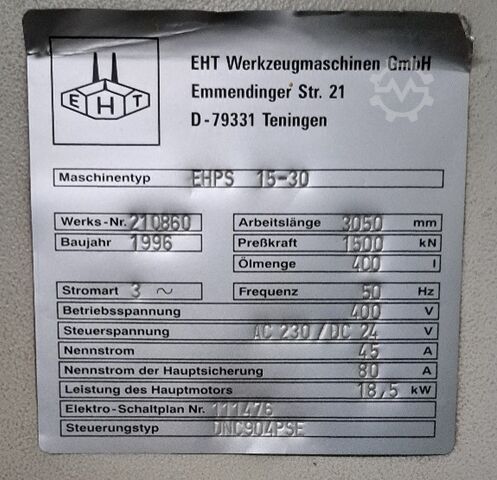 EHT
EHT Werkzeugmaschinen GmbH
Emmendinger Str. 21
D-79331 Teningen
Maschinentyp EHPS 15-30
Werks-Nr. 210860 Arbeitslänge 3050 mm
Baujahr 1996 Preßkraft 1500 kN
Ölmenge 400 l
Stromart 3 ~ Frequenz 50 Hz
Betriebsspannung 400 V
Steuerspannung AC 230/DC 24 V
Nennstrom 45 A
Nennstrom der Hauptsicherung 80 A
Leistung des Hauptmotors 18,5 kW
Elektro-Schaltplan Nr. 111476
Steuerungstyp DNC904PSE